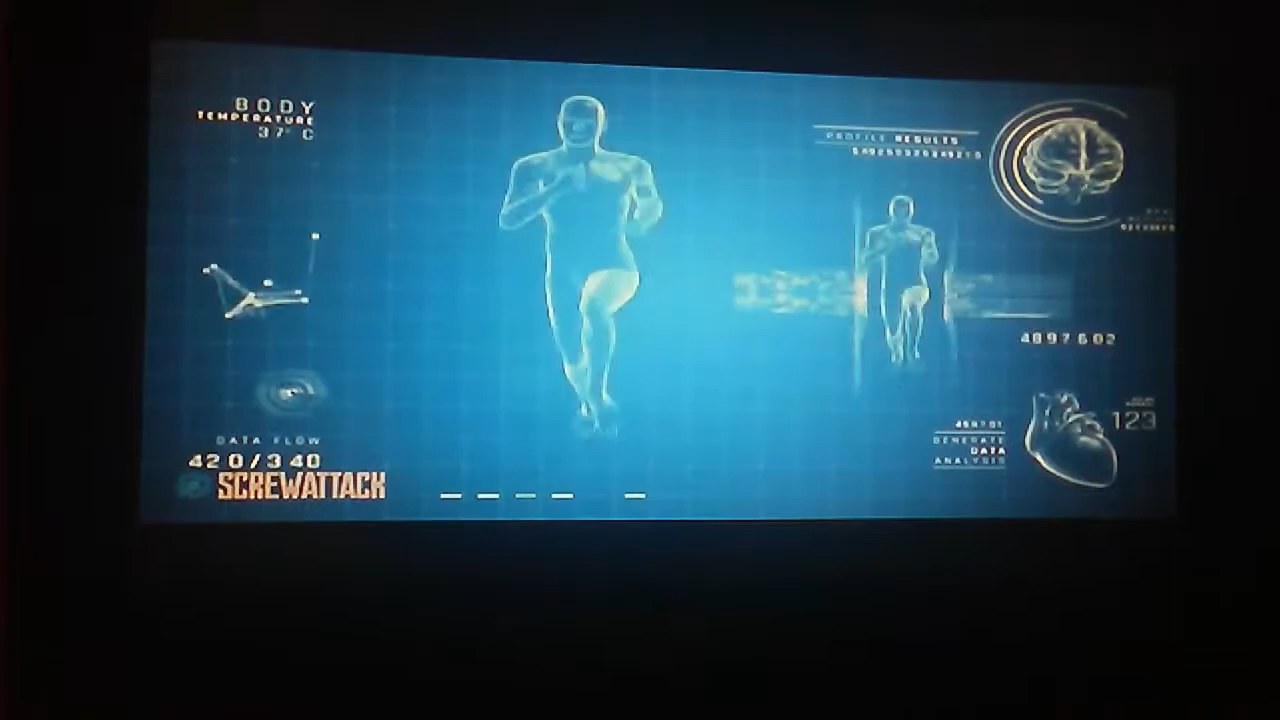 BODY
TEMPERATURE
37° C
PROFILE RESULTS
4897602
123
DATA FLOW
420/340
GENERATE
DATA
ANALYSIS
SCREWATTACK